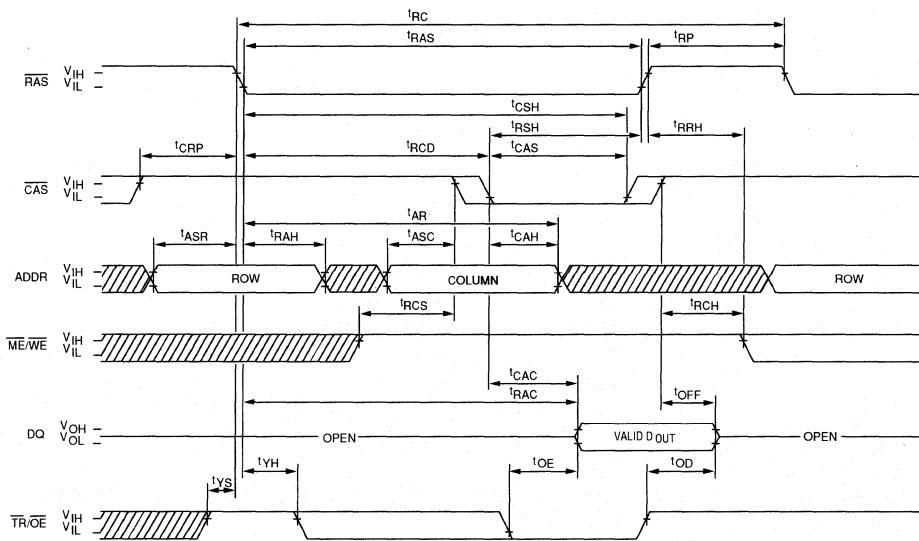 tRC
tRAS
tRP
RAS VIH
VIL
tCSH
tRSH
tRRH
tCRP
tRCD
tCAS
CAS VIH
VIL
tAR
tASR
tRAH
tASC
tCAH
ADDR VIH
VIL
ROW
COLUMN
ROW
tRCS
tRCH
ME/WE VIH
VIL
tCAC
tRAC
tOFF
DQ VOH
VOL
OPEN
VALID DOUT
OPEN
tYS
tYH
tOE
tOD
TR/OE VIH
VIL